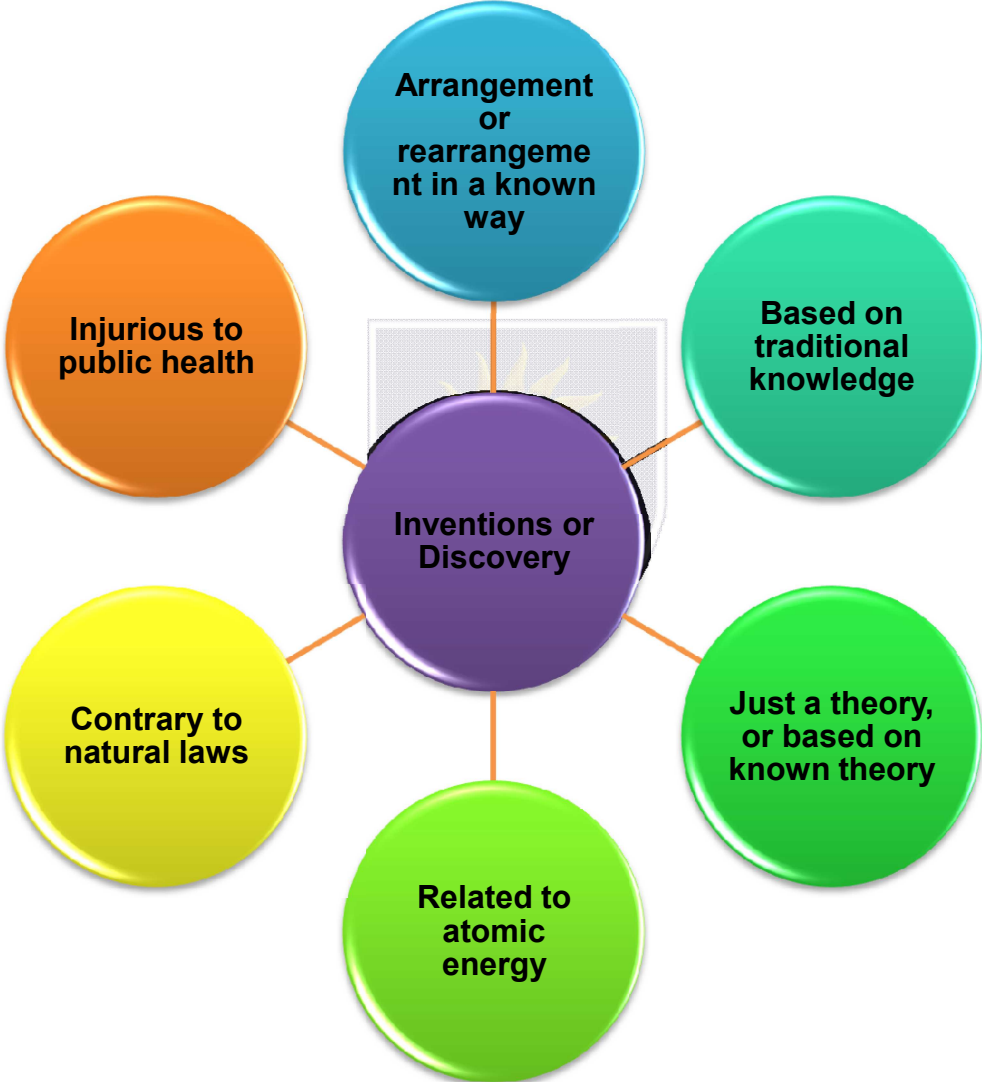 Arrangement
or
rearrangeme
nt in a known
way
Based on
traditional
knowledge
Injurious to
public health
Inventions or
Discovery
Just a theory,
or based on
known theory
Contrary to
natural laws
Related to
atomic
energy